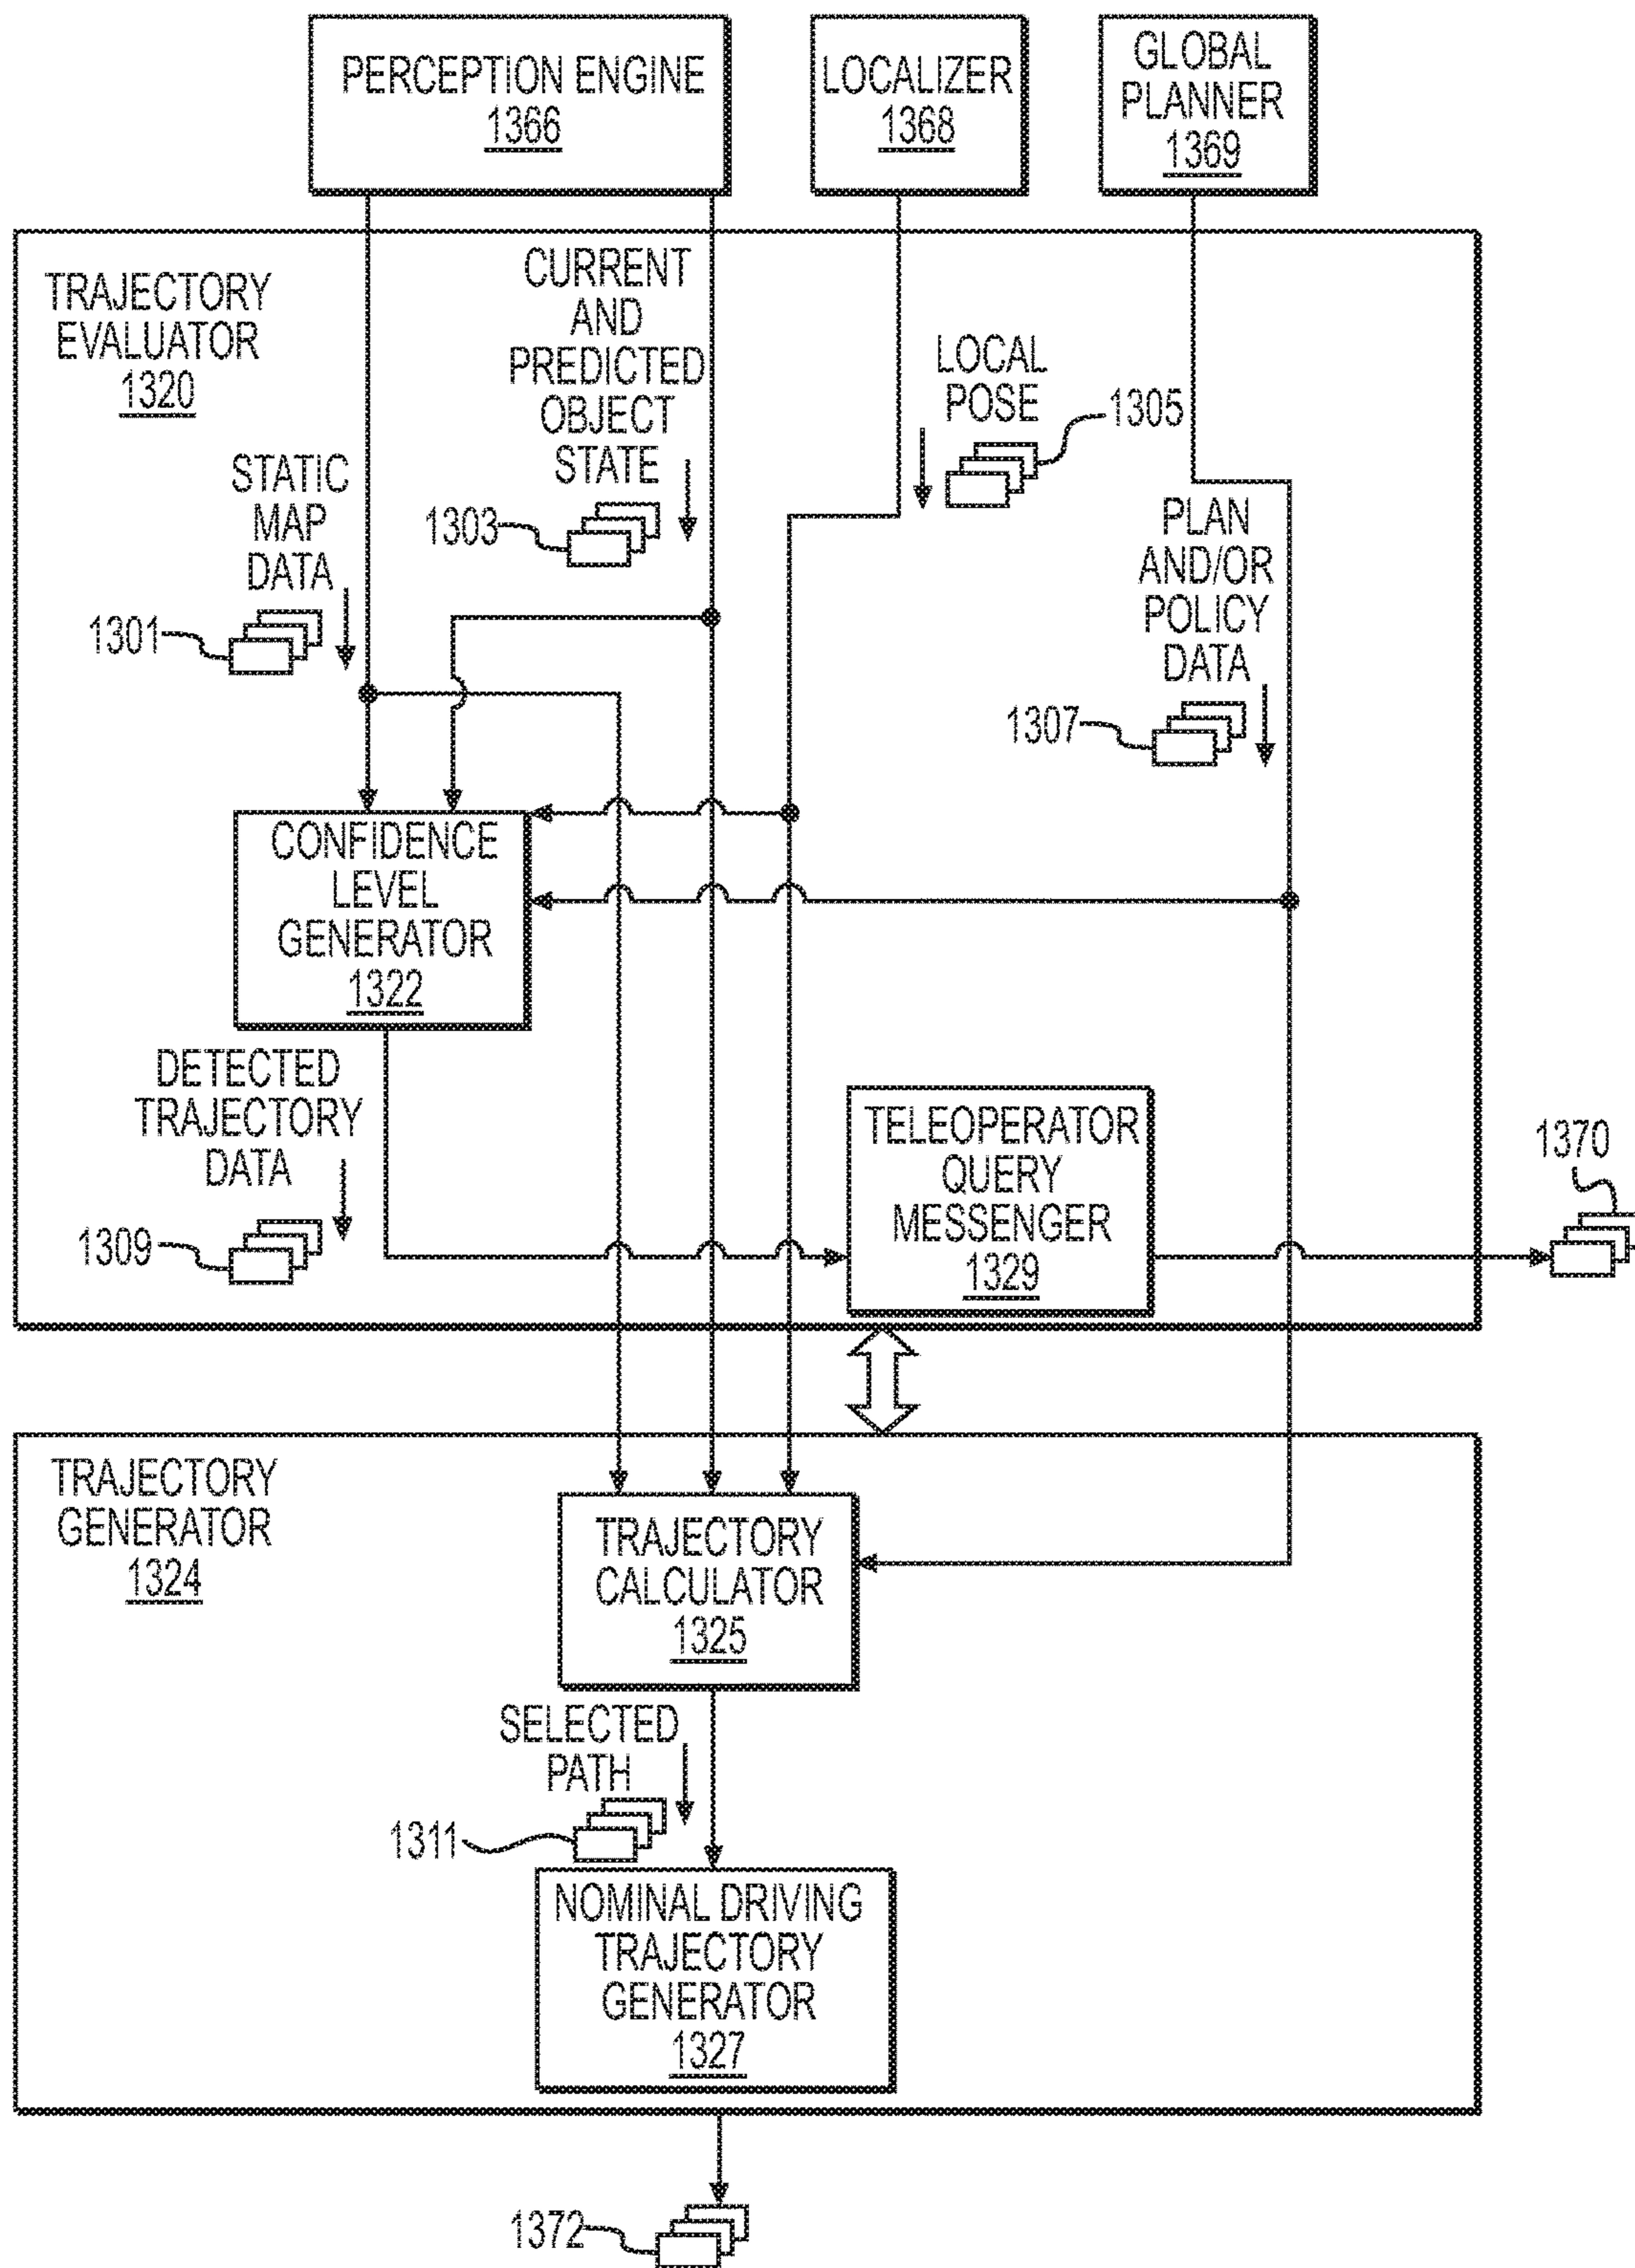 PERCEPTION ENGINE
1366
LOCALIZER
1368
GLOBAL
PLANNER
1369
TRAJECTORY
EVALUATOR
1320
CURRENT
AND
PREDICTED
OBJECT
STATE
1303
LOCAL
POSE
1305
STATIC
MAP
DATA
1301
PLAN
AND/OR
POLICY
DATA
1307
CONFIDENCE
LEVEL
GENERATOR
1322
DETECTED
TRAJECTORY
DATA
1309
TELEOPERATOR
QUERY
MESSENGER
1329
1370
TRAJECTORY
GENERATOR
1324
TRAJECTORY
CALCULATOR
1325
SELECTED
PATH
1311
NOMINAL DRIVING
TRAJECTORY
GENERATOR
1327
1372